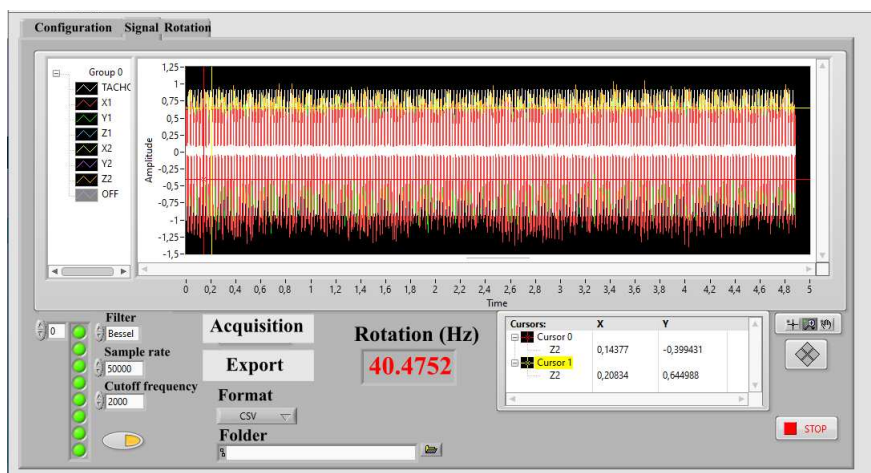 Configuration Signal Rotation
Group 0
TACHO
X1
Y1
Z1
X2
Y2
Z2
OFF
Amplitude
1,25
1
0,75
0,5
0,25
0
-0,25
-0,5
-0,75
-1
-1,25
-1,5
0 0,2 0,4 0,6 0,8 1 1,2 1,4 1,6 1,8 2 2,2 2,4 2,6 2,8 3 3,2 3,4 3,6 3,8 4 4,2 4,4 4,6 4,8 5
Time
0
Filter
Bessel
Sample rate
50000
Cutoff frequency
2000
Acquisition
Export
Format
CSV
Folder
Rotation (Hz)
40.4752
Cursors: X Y
Cursor 0
Z2 0,14377 -0,399431
Cursor 1
Z2 0,20834 0,644988
STOP